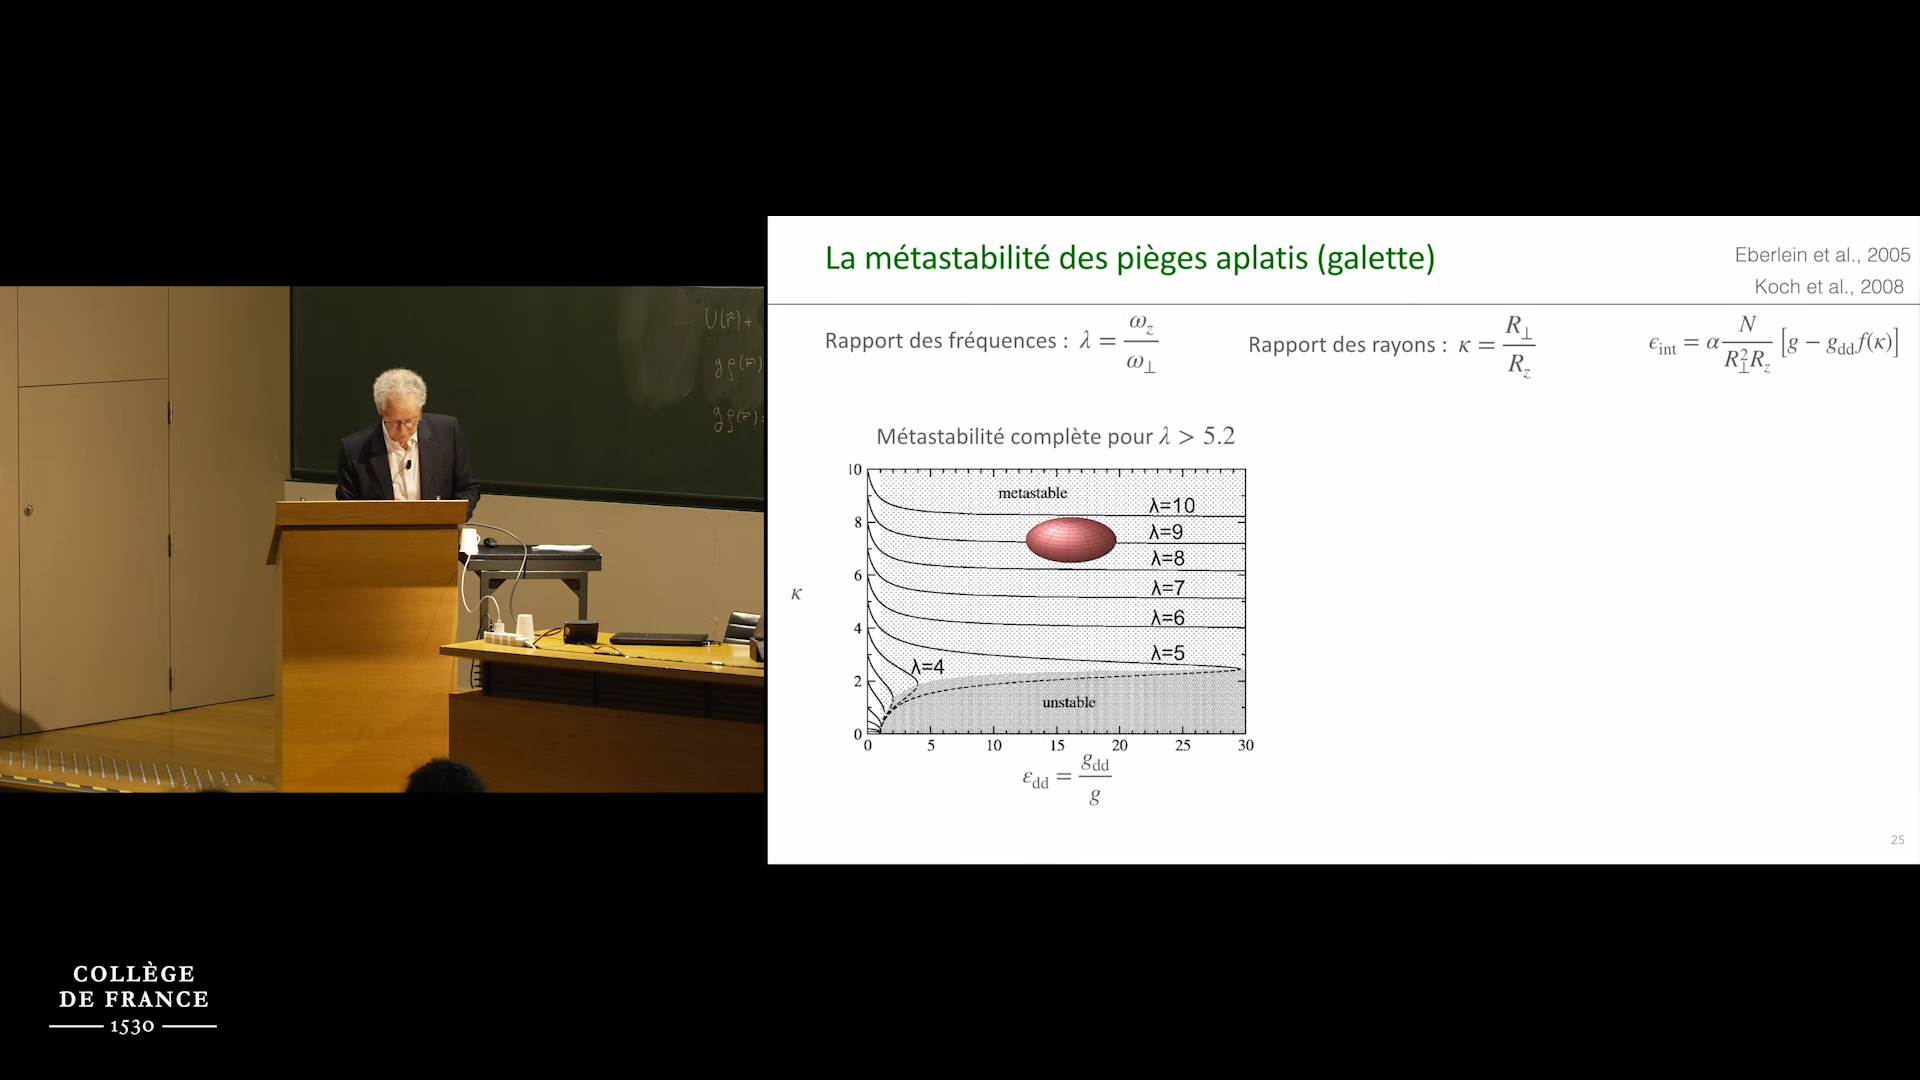 U(r⃗)+
gρ(r⃗)
gρ(r⃗)=
La métastabilité des pièges aplatis (galette)
Eberlein et al., 2005
Koch et al., 2008
Rapport des fréquences : λ = ω_z / ω_⊥
Rapport des rayons : κ = R_⊥ / R_z
ϵ_int = α N / (R_⊥² R_z) [g − g_dd f(κ)]
Métastabilité complète pour λ > 5.2
10
8
6
4
2
0
κ
metastable
λ=10
λ=9
λ=8
λ=7
λ=6
λ=5
λ=4
unstable
0 5 10 15 20 25 30
ε_dd = g_dd / g
25
COLLÈGE
DE FRANCE
1530